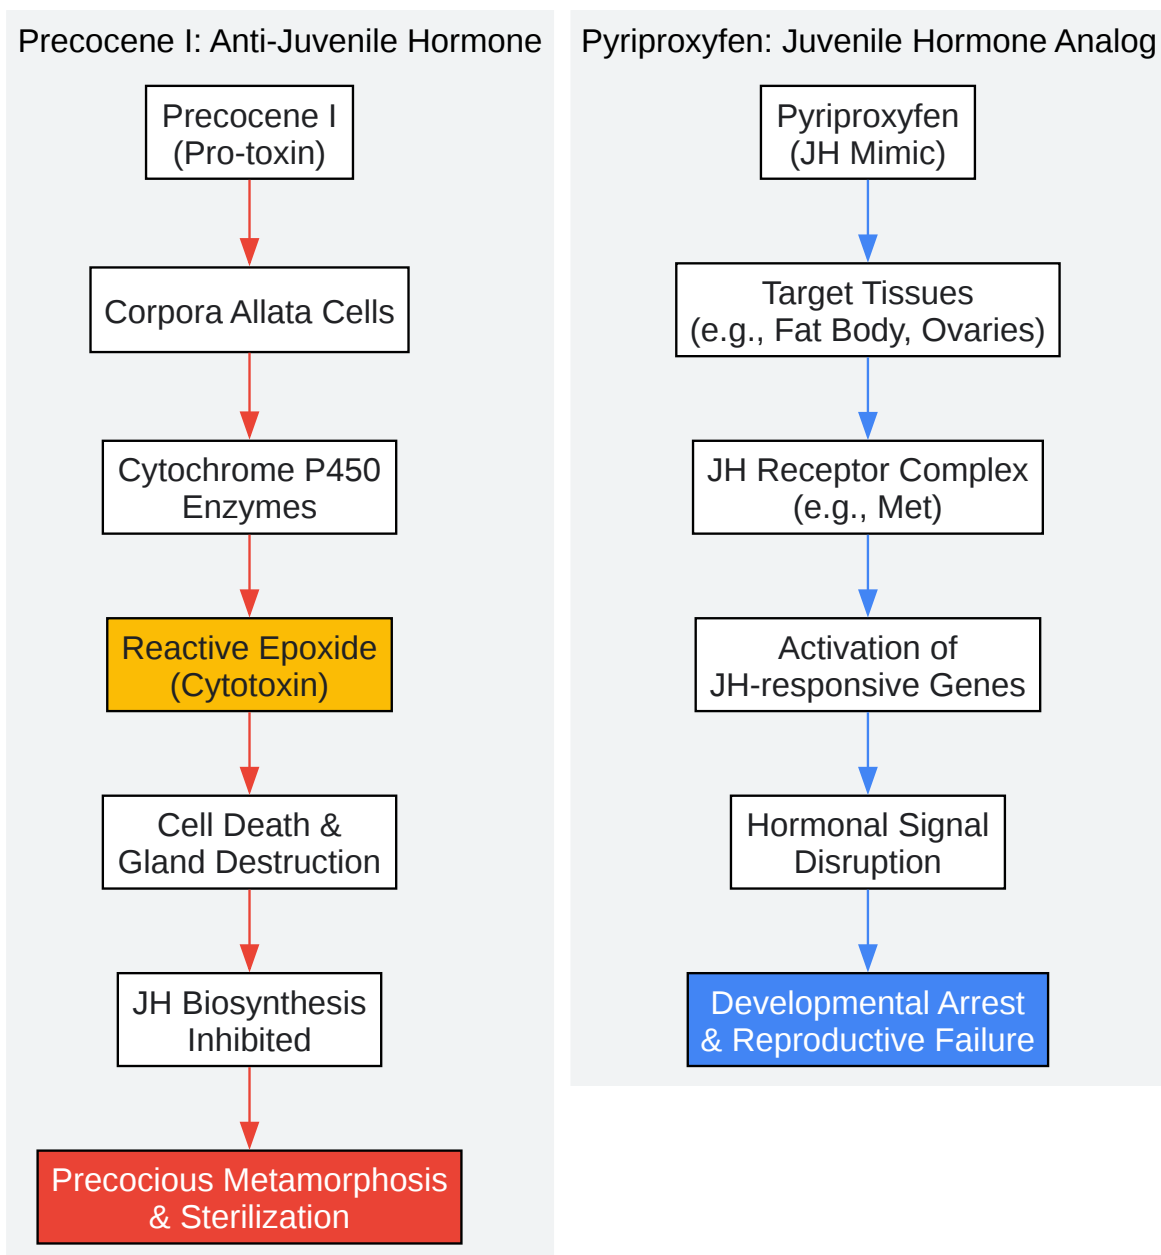 Precocene I: Anti-Juvenile Hormone
Precocene I
(Pro-toxin)
Corpora Allata Cells
Cytochrome P450
Enzymes
Reactive Epoxide
(Cytotoxin)
Cell Death &
Gland Destruction
JH Biosynthesis
Inhibited
Precocious Metamorphosis
& Sterilization
Pyriproxyfen: Juvenile Hormone Analog
Pyriproxyfen
(JH Mimic)
Target Tissues
(e.g., Fat Body, Ovaries)
JH Receptor Complex
(e.g., Met)
Activation of
JH-responsive Genes
Hormonal Signal
Disruption
Developmental Arrest
& Reproductive Failure